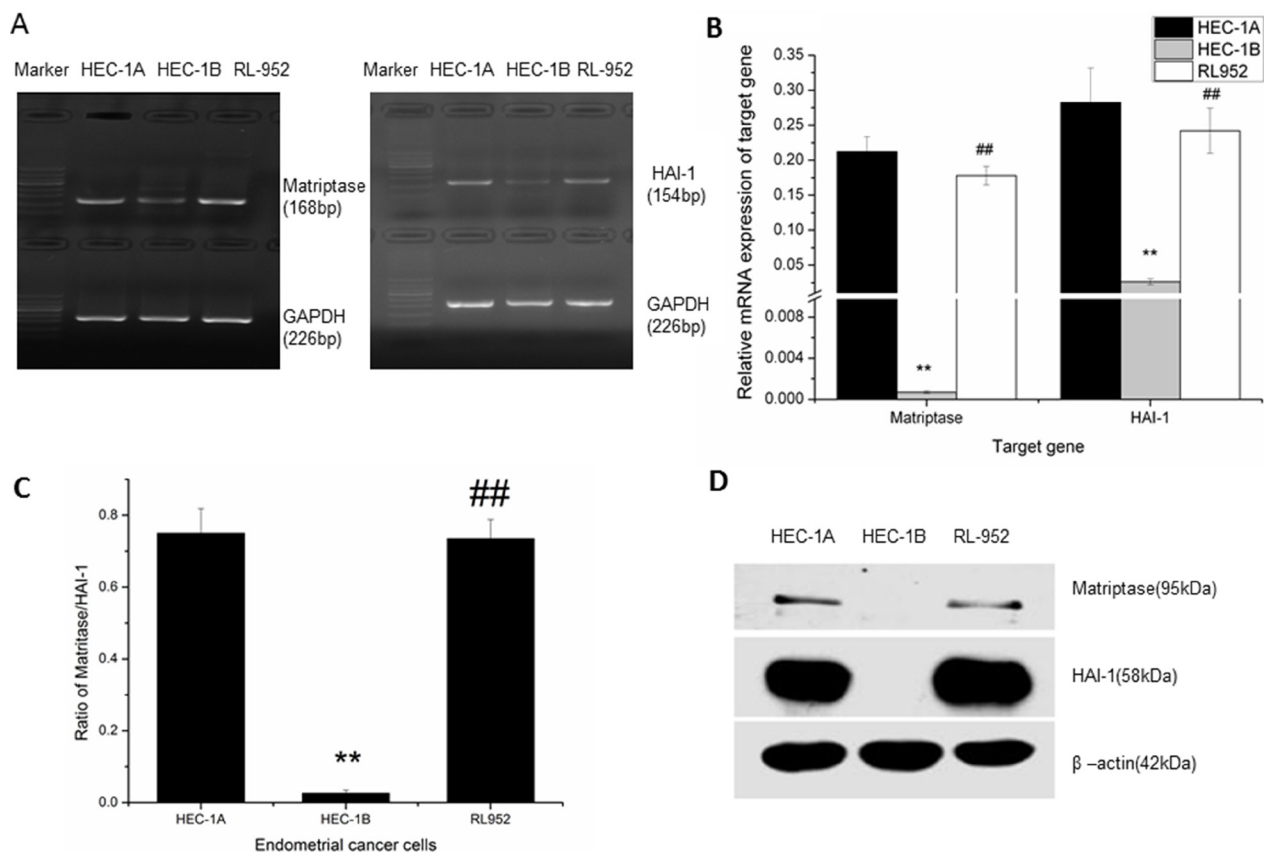 A
Marker HEC-1A HEC-1B RL-952
Matriptase
(168bp)
GAPDH
(226bp)
Marker HEC-1A HEC-1B RL-952
HAI-1
(154bp)
GAPDH
(226bp)
B
HEC-1A
HEC-1B
RL952
Relative mRNA expression of target gene
0.35
0.30
0.25
0.20
0.15
0.10
0.05
0.008
0.004
0.000
**
##
**
##
Matriptase HAI-1
Target gene
C
Ratio of Matritase/HAI-1
0.8
0.6
0.4
0.2
0.0
**
##
HEC-1A HEC-1B RL952
Endometrial cancer cells
D
HEC-1A HEC-1B RL-952
Matriptase(95kDa)
HAI-1(58kDa)
β –actin(42kDa)